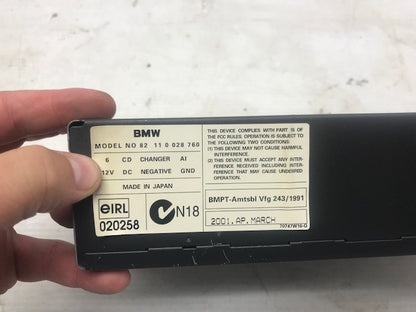 BMW
MODEL NO 82 11 0 028 760
6 CD CHANGER AI
12V DC NEGATIVE GND
MADE IN JAPAN
eIRL
020258
N18
THIS DEVICE COMPLIES WITH PART 15 OF
THE FCC RULES. OPERATION IS SUBJECT TO
THE FOLLOWING TWO CONDITIONS:
(1) THIS DEVICE MAY NOT CAUSE HARMFUL
INTERFERENCE.
(2) THIS DEVICE MUST ACCEPT ANY INTER-
FERENCE RECEIVED INCLUDING INTER-
FERENCE THAT MAY CAUSE UNDESIRED
OPERATION.
BMPT-Amtsbl Vfg 243/1991
2001.AP.MARCH